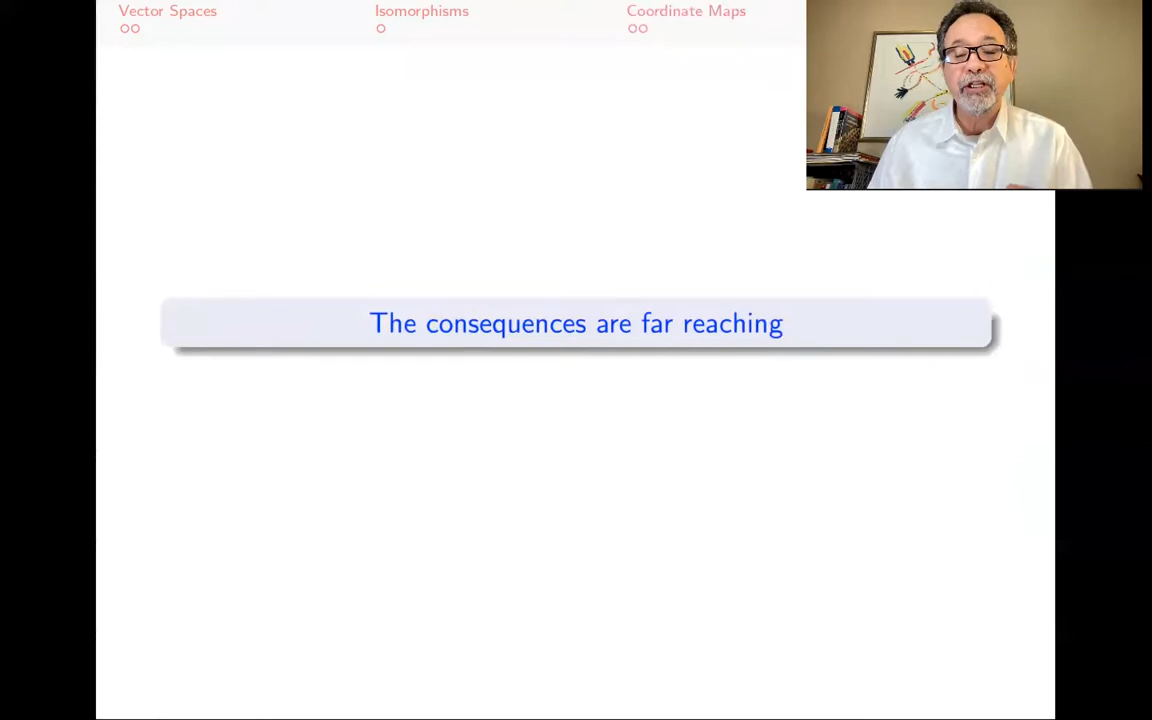 Vector Spaces
Isomorphisms
Coordinate Maps
The consequences are far reaching